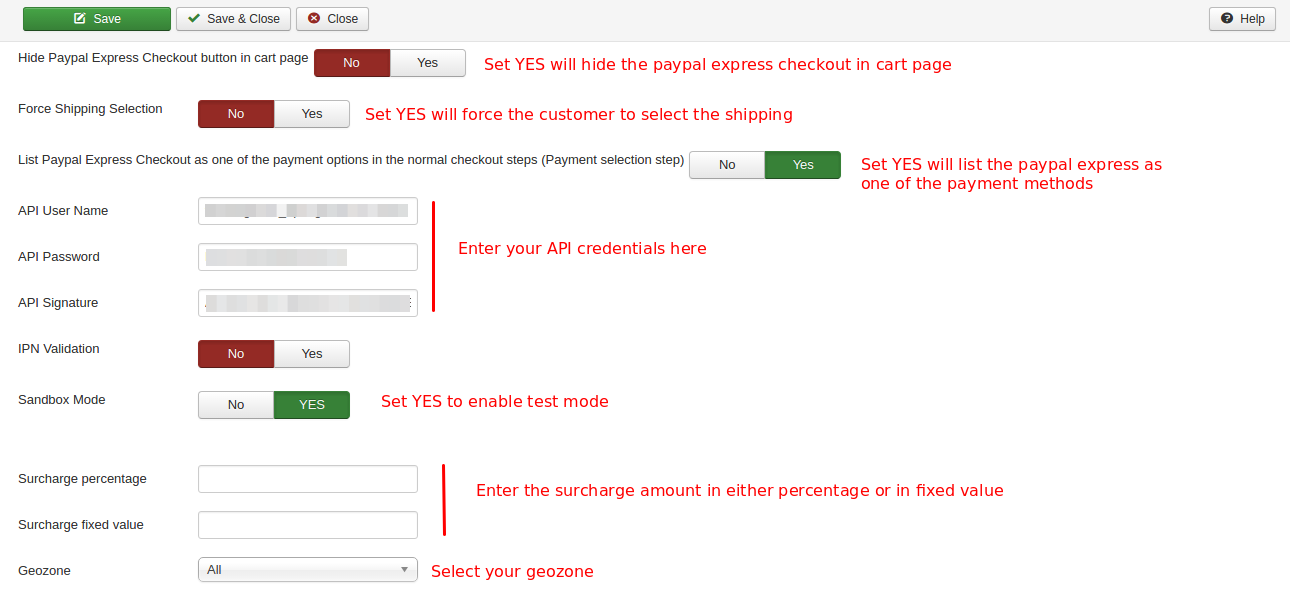 Save Save & Close Close Help
Hide Paypal Express Checkout button in cart page No Yes Set YES will hide the paypal express checkout in cart page
Force Shipping Selection No Yes Set YES will force the customer to select the shipping
List Paypal Express Checkout as one of the payment options in the normal checkout steps (Payment selection step) No Yes Set YES will list the paypal express as
one of the payment methods
API User Name
Enter your API credentials here
API Password
API Signature
IPN Validation No Yes
Sandbox Mode No YES Set YES to enable test mode
Surcharge percentage
Enter the surcharge amount in either percentage or in fixed value
Surcharge fixed value
Geozone All Select your geozone